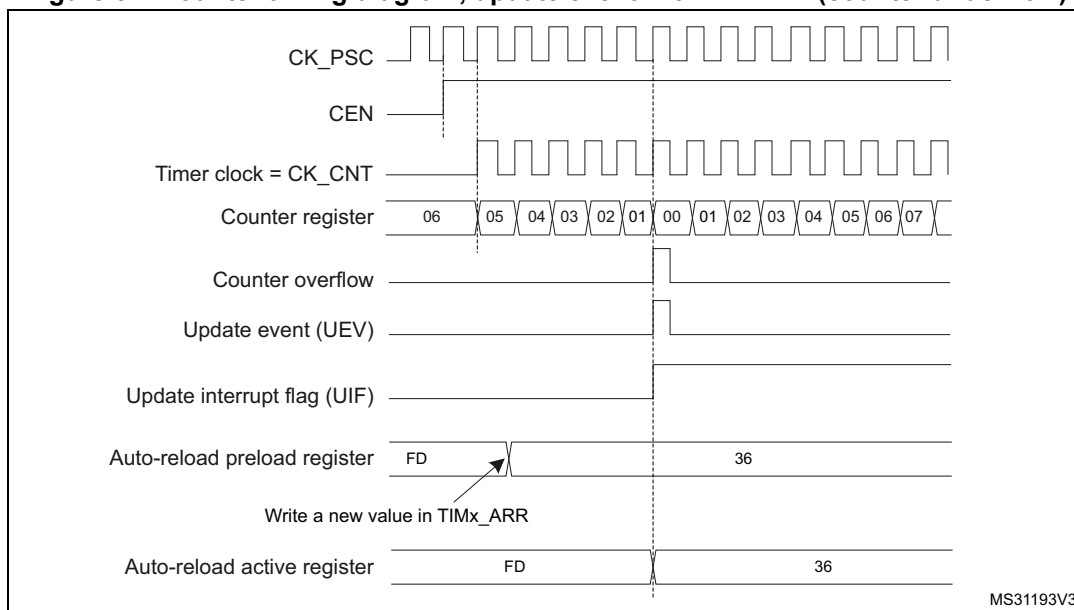 CK_PSC
CEN
Timer clock = CK_CNT
Counter register 06 05 04 03 02 01 00 01 02 03 04 05 06 07
Counter overflow
Update event (UEV)
Update interrupt flag (UIF)
Auto-reload preload register FD 36
Write a new value in TIMx_ARR
Auto-reload active register FD 36
MS31193V3